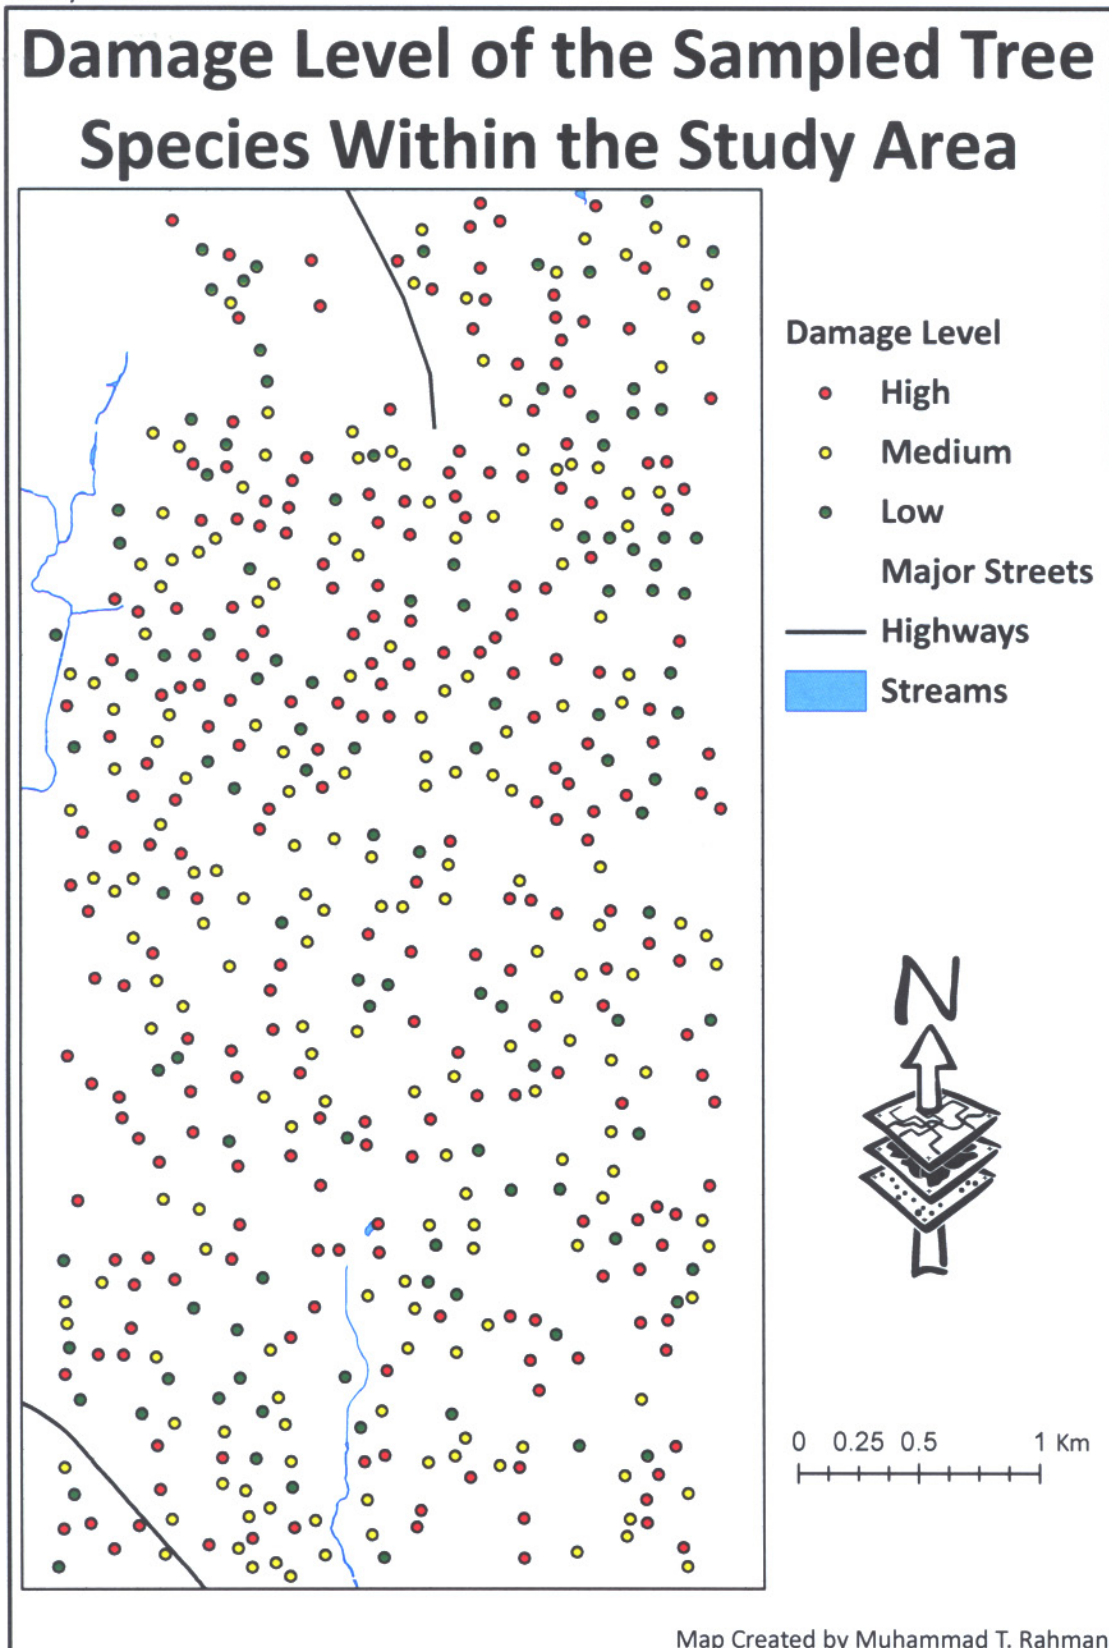 Damage Level of the Sampled Tree
Species Within the Study Area
Damage Level
High
Medium
Low
Major Streets
Highways
Streams
N
0 0.25 0.5 1 Km
Map Created by Muhammad T. Rahman